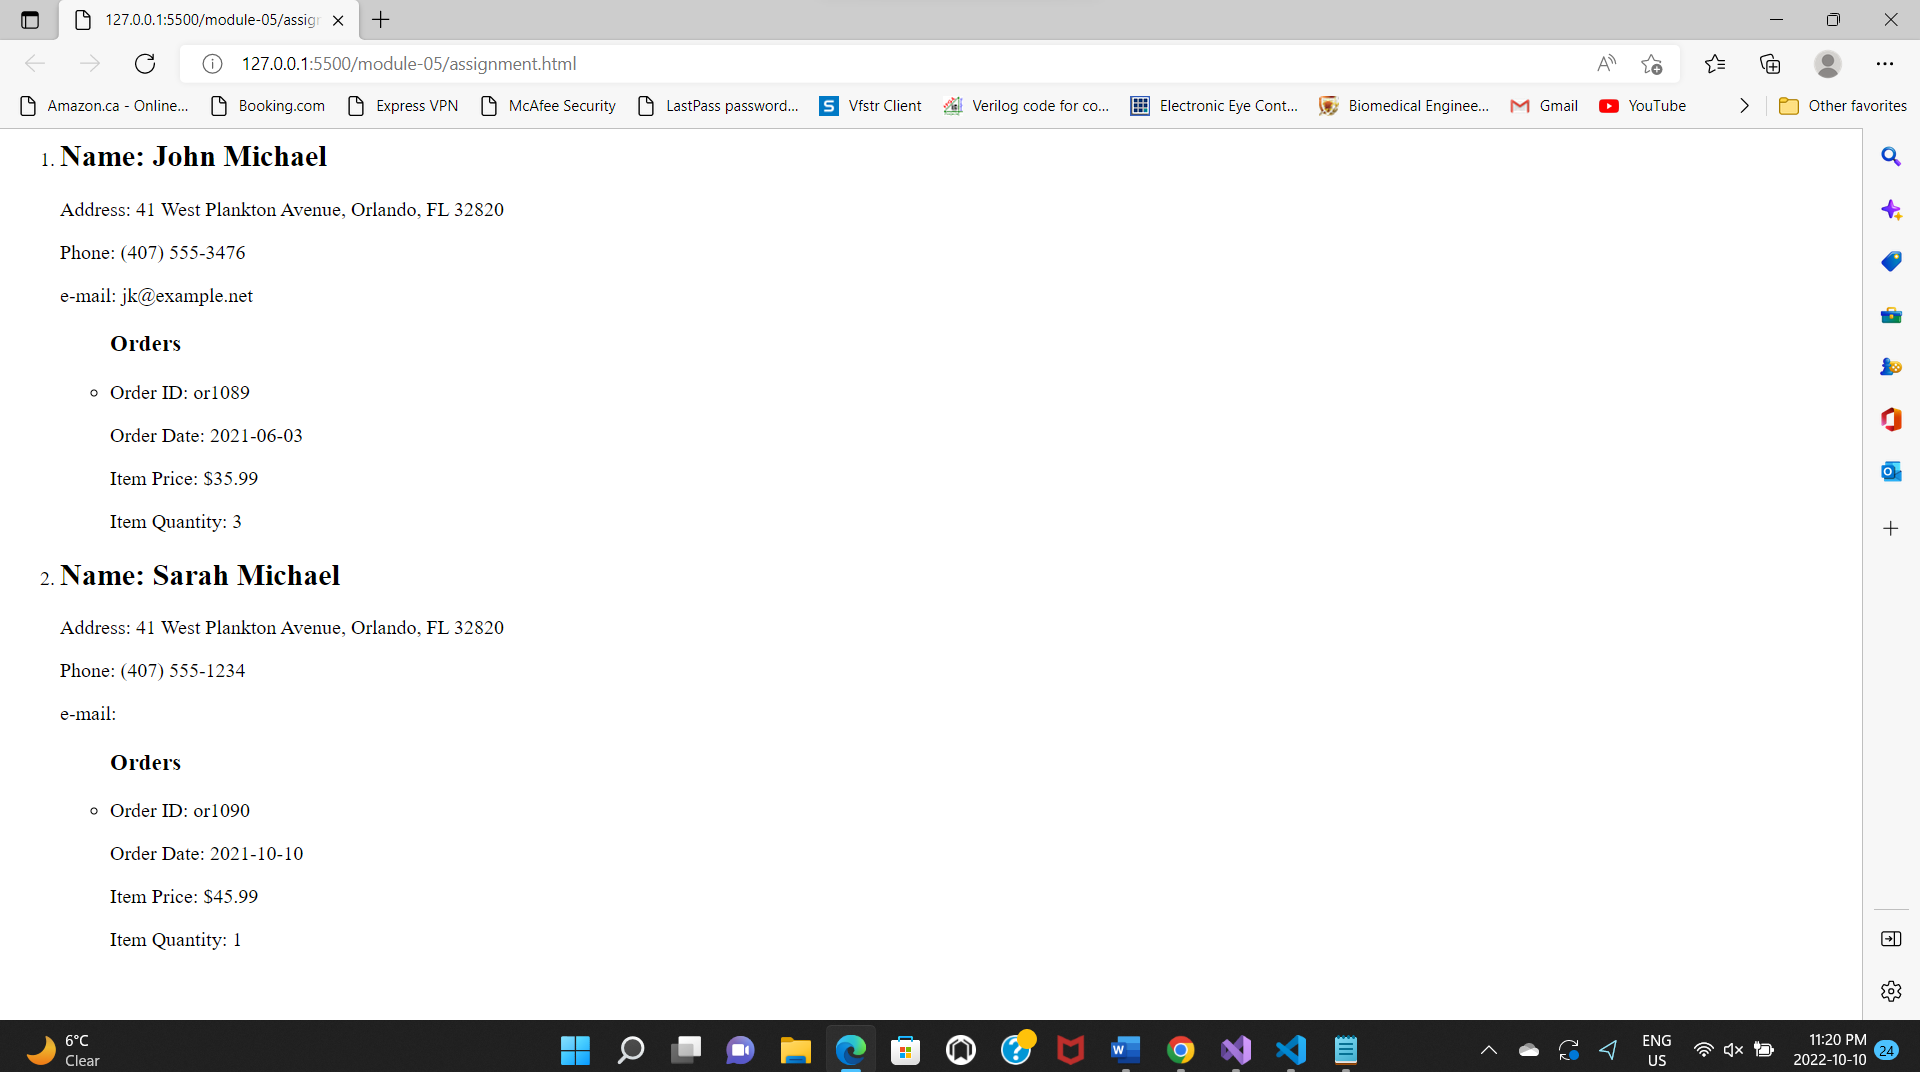 127.0.0.1:5500/module-05/assig
127.0.0.1:5500/module-05/assignment.html
Amazon.ca - Online... Booking.com Express VPN McAfee Security LastPass password... Vfstr Client Verilog code for co... Electronic Eye Cont... Biomedical Enginee... Gmail YouTube Other favorites
1. Name: John Michael
Address: 41 West Plankton Avenue, Orlando, FL 32820
Phone: (407) 555-3476
e-mail: jk@example.net
Orders
Order ID: or1089
Order Date: 2021-06-03
Item Price: $35.99
Item Quantity: 3
2. Name: Sarah Michael
Address: 41 West Plankton Avenue, Orlando, FL 32820
Phone: (407) 555-1234
e-mail:
Orders
Order ID: or1090
Order Date: 2021-10-10
Item Price: $45.99
Item Quantity: 1
6°C
Clear
ENG
US
11:20 PM
2022-10-10
24